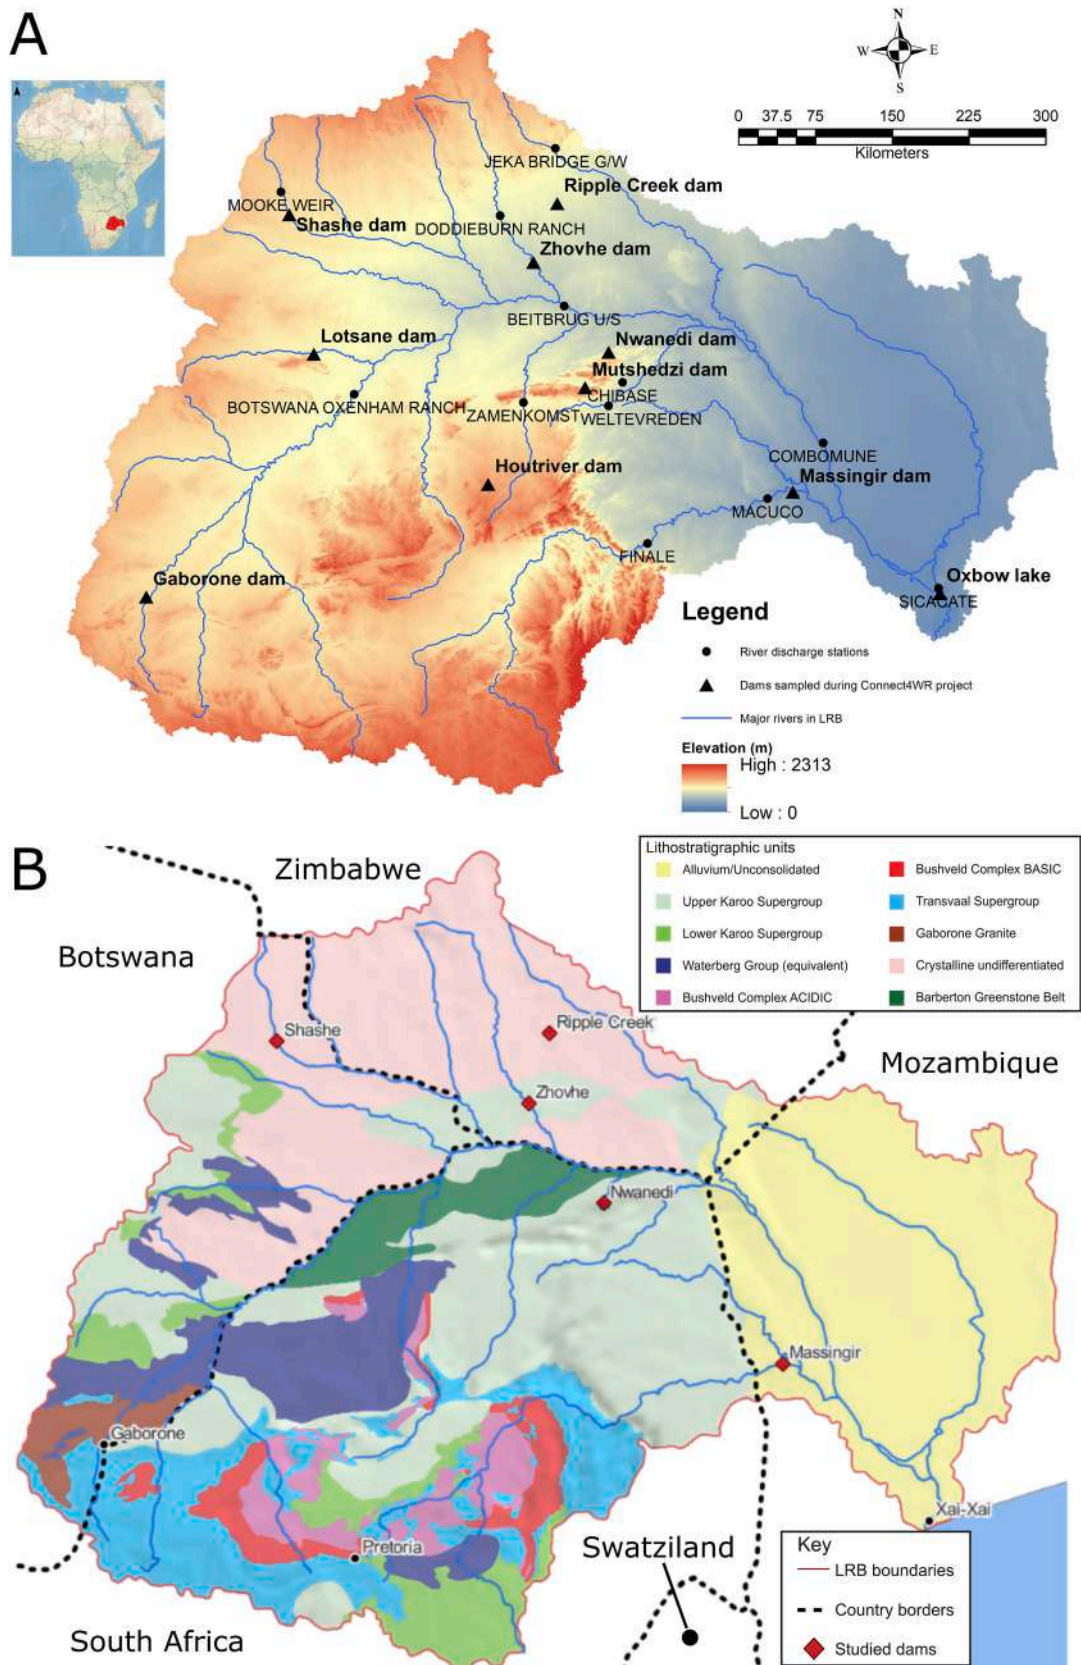 A
N
W E
S
0 37.5 75 150 225 300
Kilometers
JEKA BRIDGE G/W
Ripple Creek dam
MOOKE WEIR
Shashe dam
DODDIEBURN RANCH
Zhovhe dam
BEITBRUG U/S
Lotsane dam
Nwanedi dam
Mutshedzi dam
CHIBASE
BOTSWANA OXENHAM RANCH
ZAMENKOMST
WELTEVREDEN
COMBOMUNE
Houtriver dam
Massingir dam
MACUCO
FINALE
Gaborone dam
Oxbow lake
SICACATE
Legend
River discharge stations
Dams sampled during Connect4WR project
Major rivers in LRB
Elevation (m)
High : 2313
Low : 0
B
Zimbabwe
Botswana
Lithostratigraphic units
Alluvium/Unconsolidated
Upper Karoo Supergroup
Lower Karoo Supergroup
Waterberg Group (equivalent)
Bushveld Complex ACIDIC
Bushveld Complex BASIC
Transvaal Supergroup
Gaborone Granite
Crystalline undifferentiated
Barberton Greenstone Belt
Shashe
Ripple Creek
Mozambique
Zhovhe
Nwanedi
Massingir
Gaborone
Xai-Xai
Pretoria
Swatziland
South Africa
Key
LRB boundaries
Country borders
Studied dams